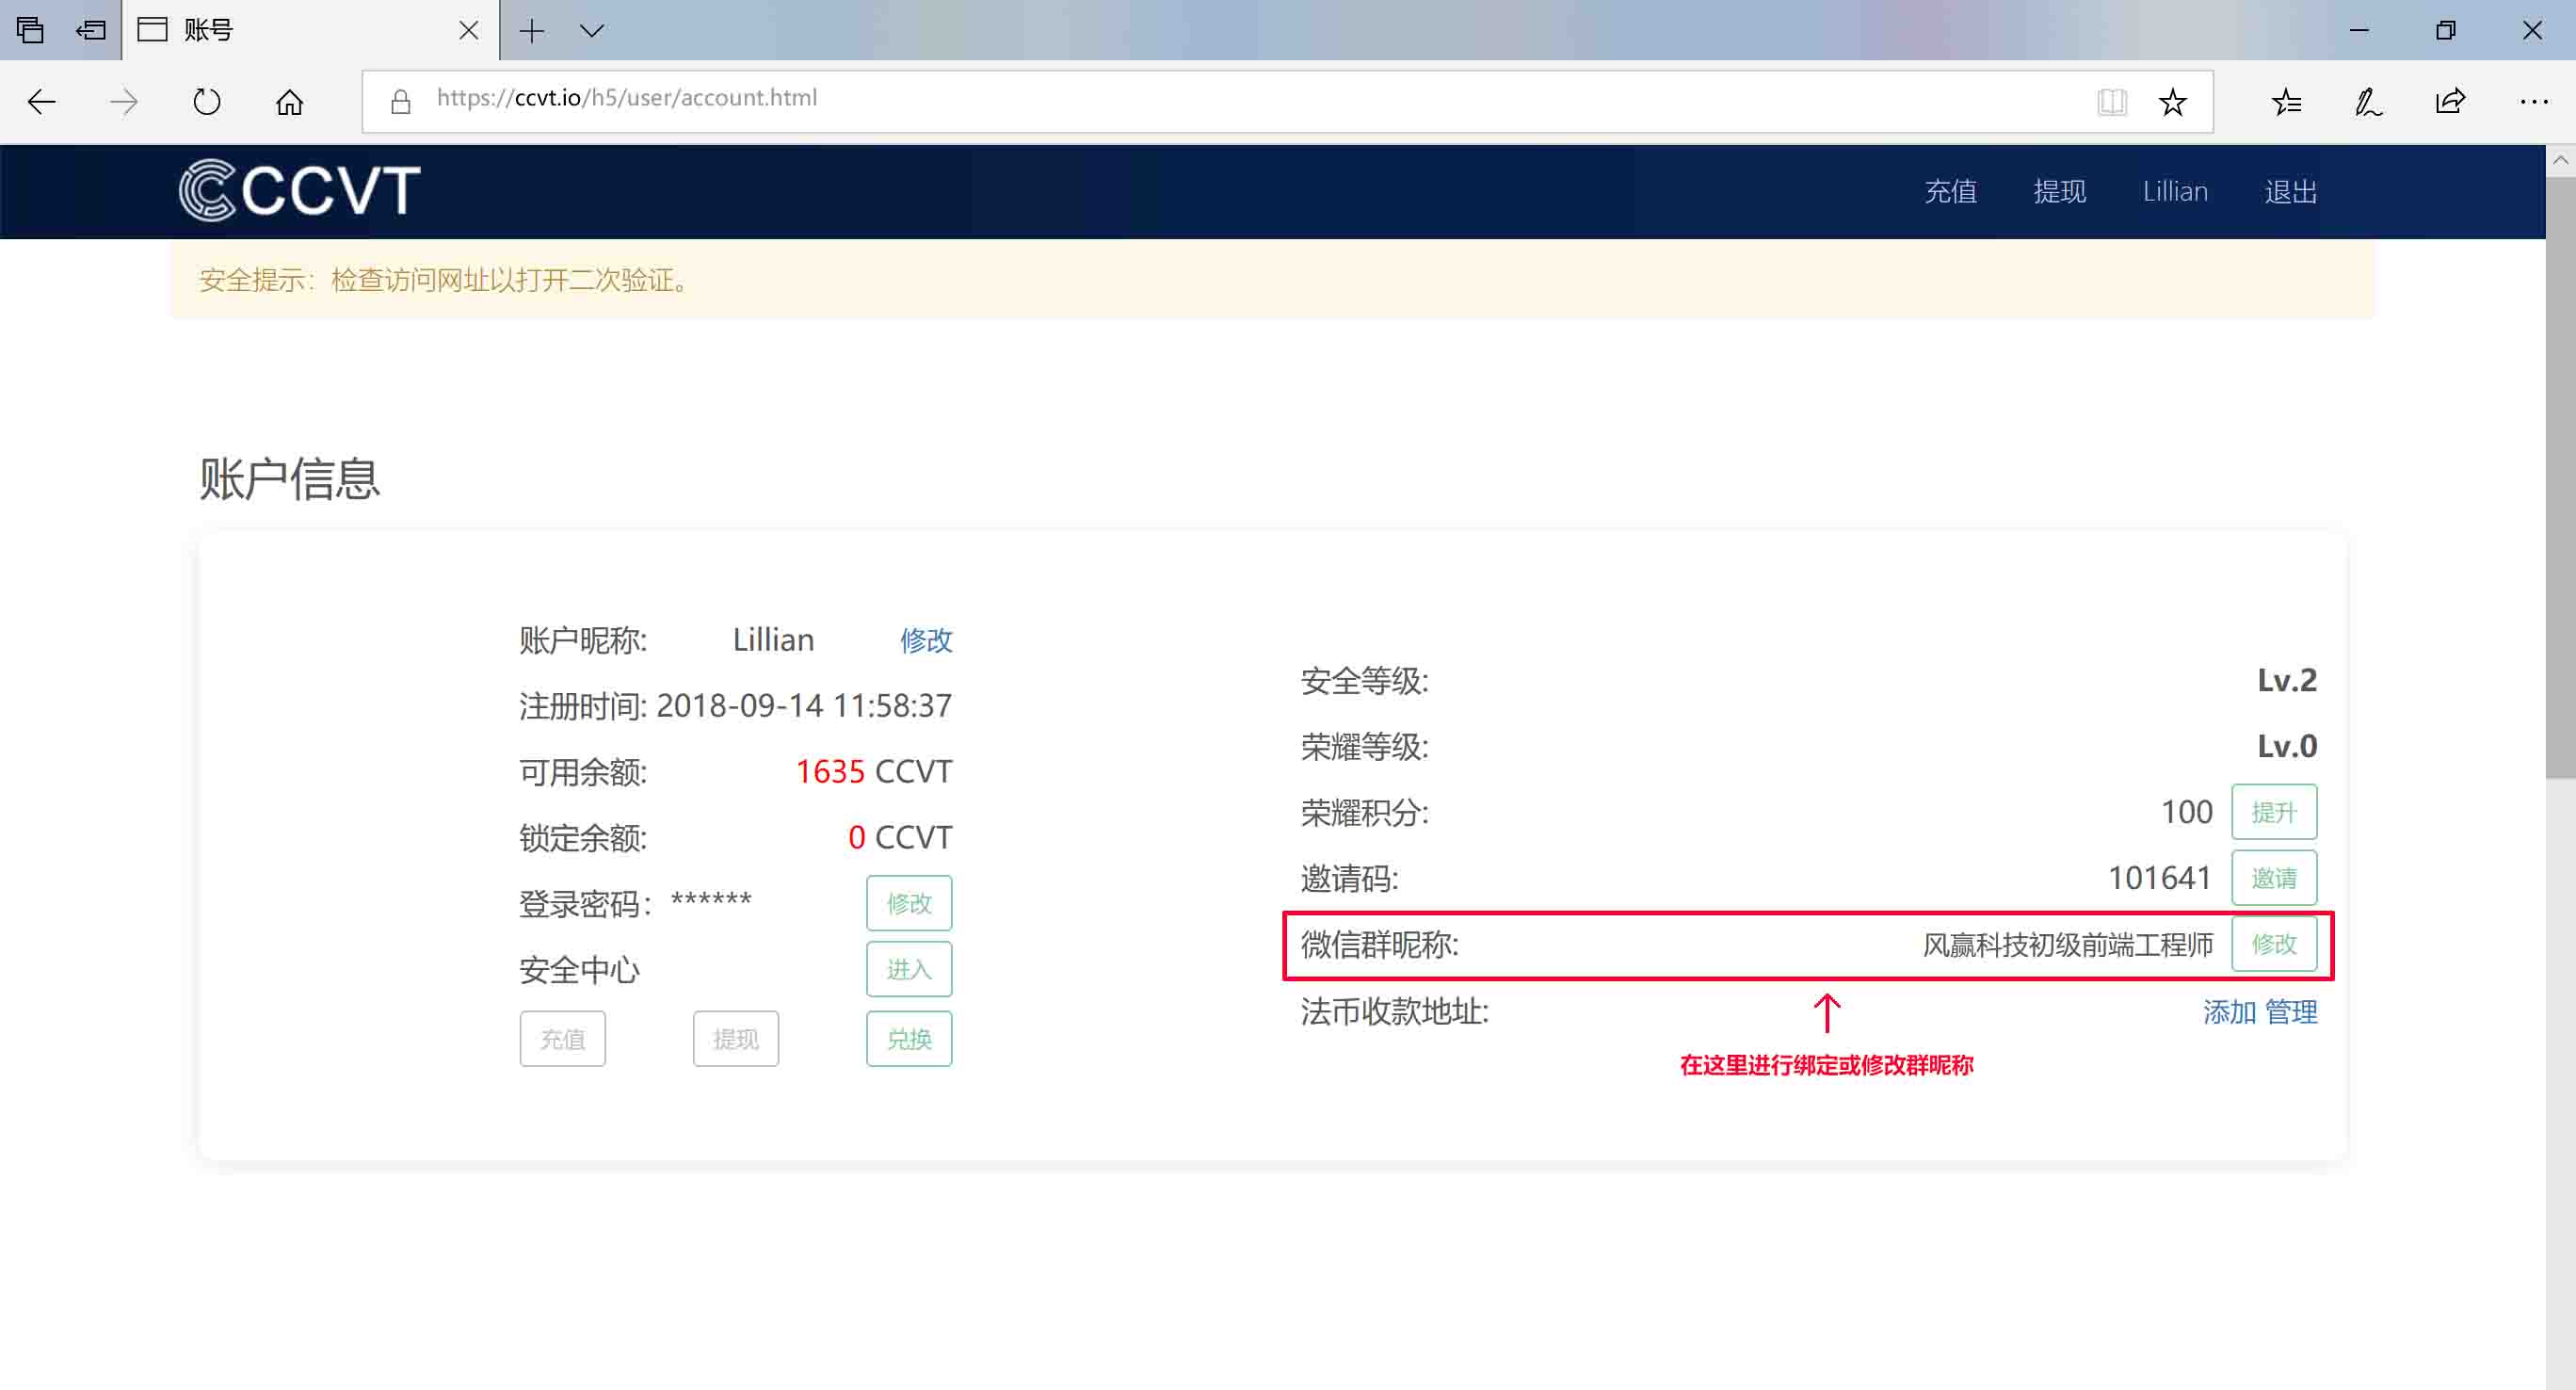 账号
https://ccvt.io/h5/user/account.html
CCVT
充值 提现 Lillian 退出
安全提示：检查访问网址以打开二次验证。
账户信息
账户昵称: Lillian 修改
注册时间: 2018-09-14 11:58:37
可用余额: 1635 CCVT
锁定余额: 0 CCVT
登录密码： ****** 修改
安全中心 进入
充值 提现 兑换
安全等级: Lv.2
荣耀等级: Lv.0
荣耀积分: 100 提升
邀请码: 101641 邀请
微信群昵称: 风赢科技初级前端工程师 修改
法币收款地址: 添加 管理
在这里进行绑定或修改群昵称